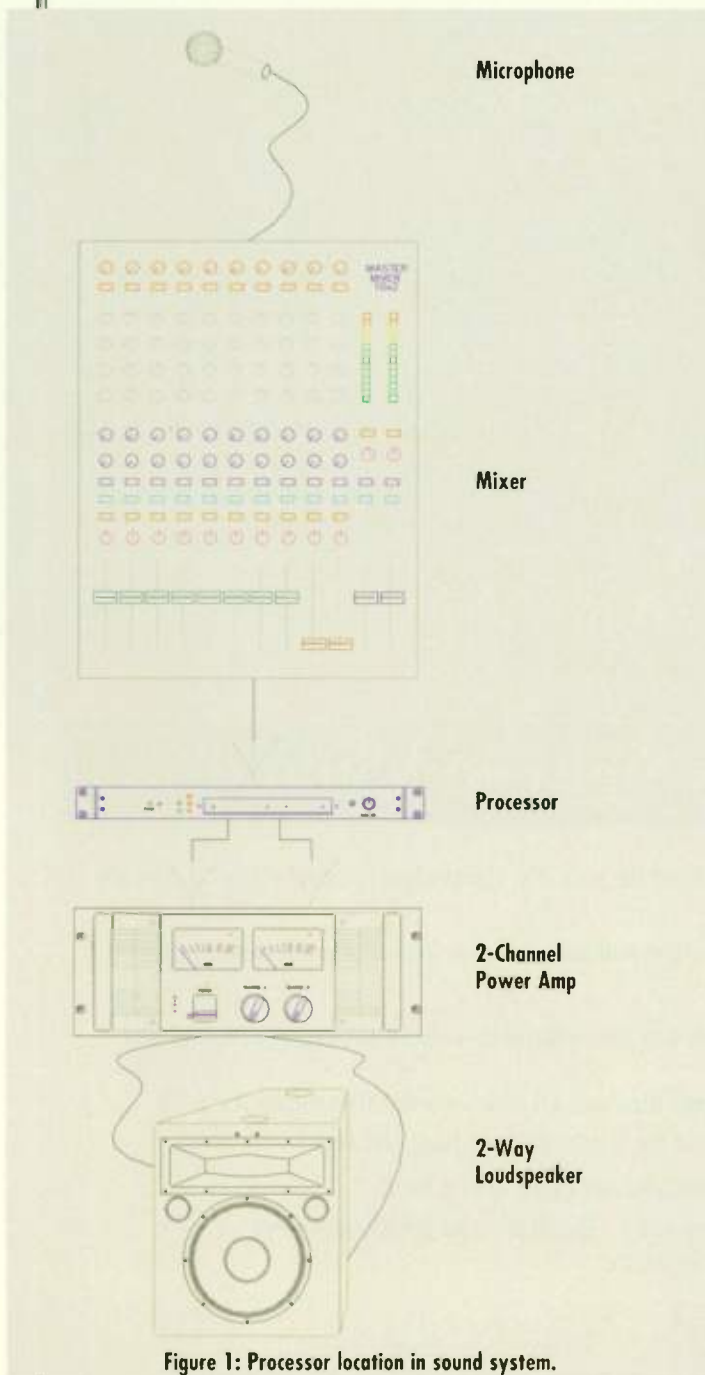 Microphone
MASTER
MIXER
Mixer
Processor
2-Channel
Power Amp
2-Way
Loudspeaker
Figure 1: Processor location in sound system.